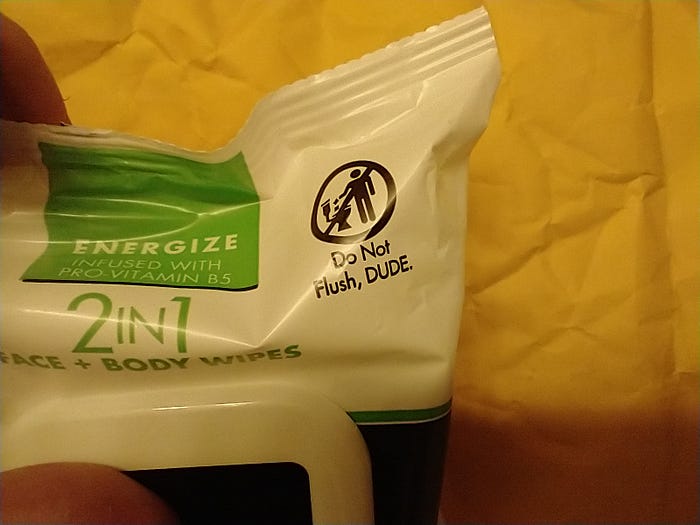 ENERGIZE
INFUSED WITH
PRO-VITAMIN B5
2IN1
FACE + BODY WIPES
Do Not
Flush, DUDE.